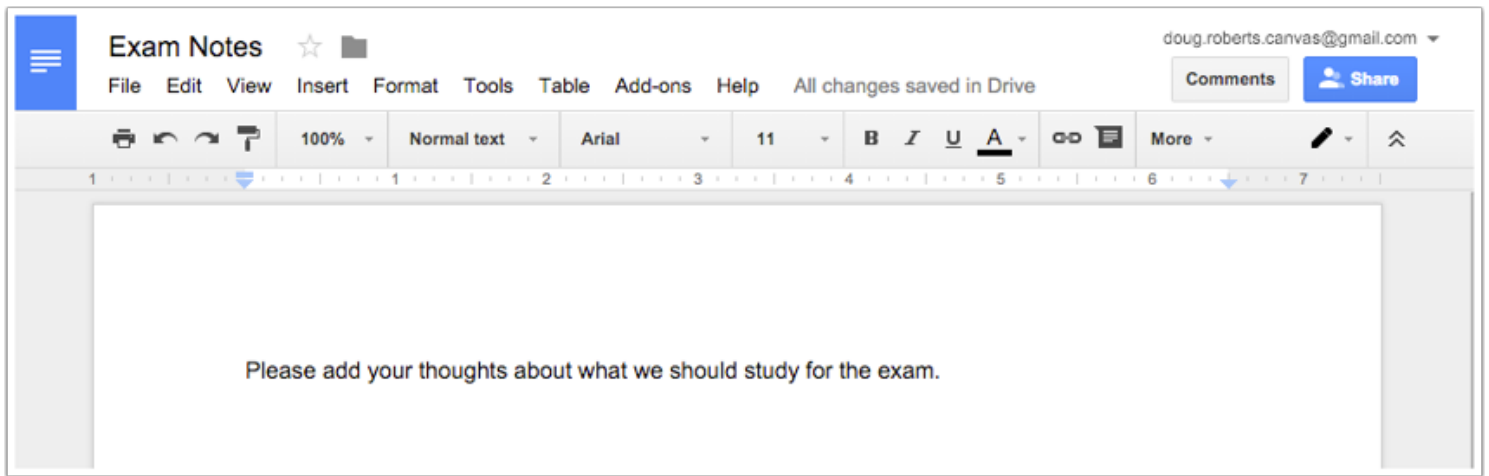 Exam Notes
doug.roberts.canvas@gmail.com
File Edit View Insert Format Tools Table Add-ons Help All changes saved in Drive
Comments Share
100% Normal text Arial 11 B I U A More
1 1 2 3 4 5 6 7
Please add your thoughts about what we should study for the exam.